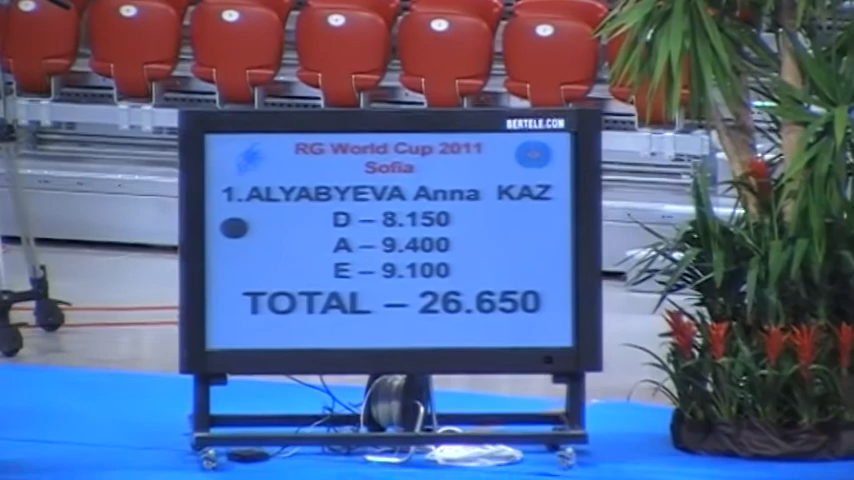 BERTELE.COM
RG World Cup 2011
Sofia
1.ALYABYEVA Anna KAZ
D – 8.150
A – 9.400
E – 9.100
TOTAL – 26.650